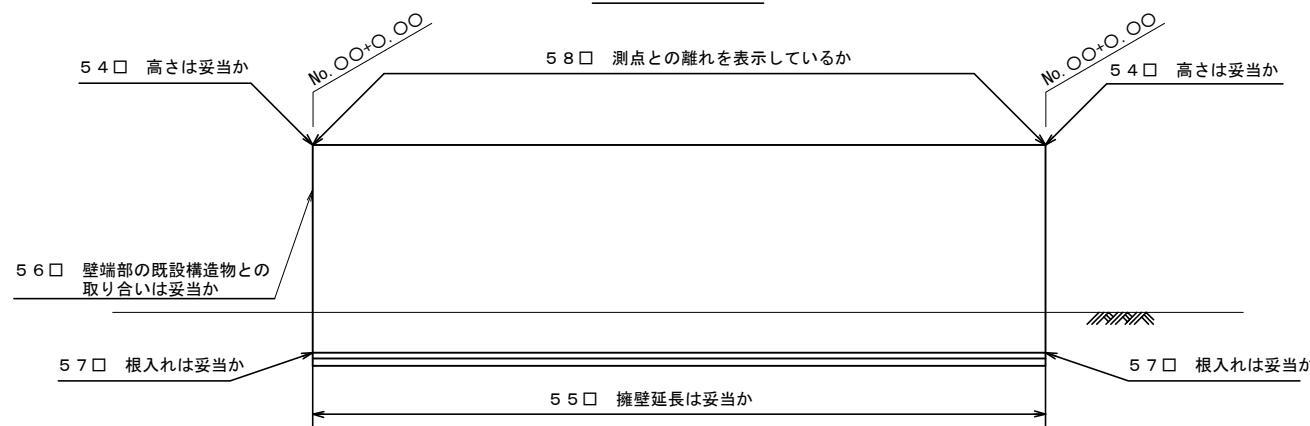 No.〇〇+〇.〇〇
No.〇〇+〇.〇〇
５４□　高さは妥当か
５８□　測点との離れを表示しているか
５４□　高さは妥当か
５６□　壁端部の既設構造物との
取り合いは妥当か
５７□　根入れは妥当か
５７□　根入れは妥当か
５５□　擁壁延長は妥当か